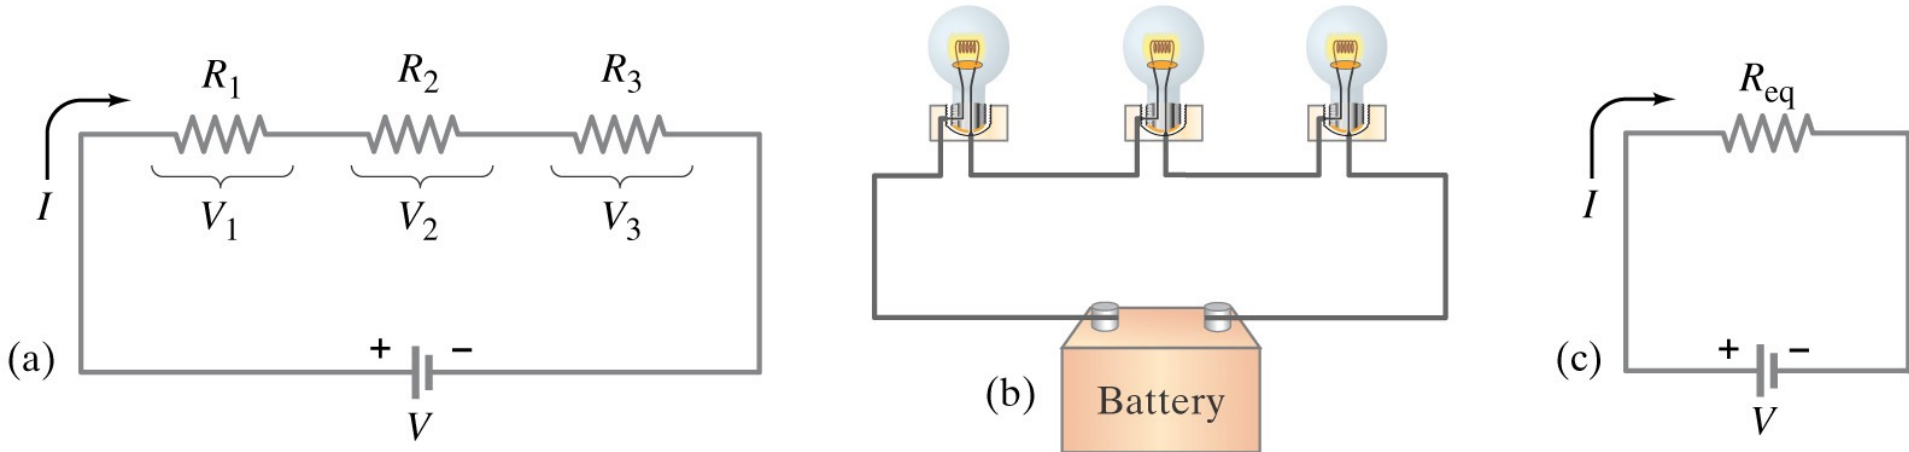 R1 R2 R3
I
V1 V2 V3
+ −
V
(a)
Battery
(b)
Req
I
+ −
V
(c)